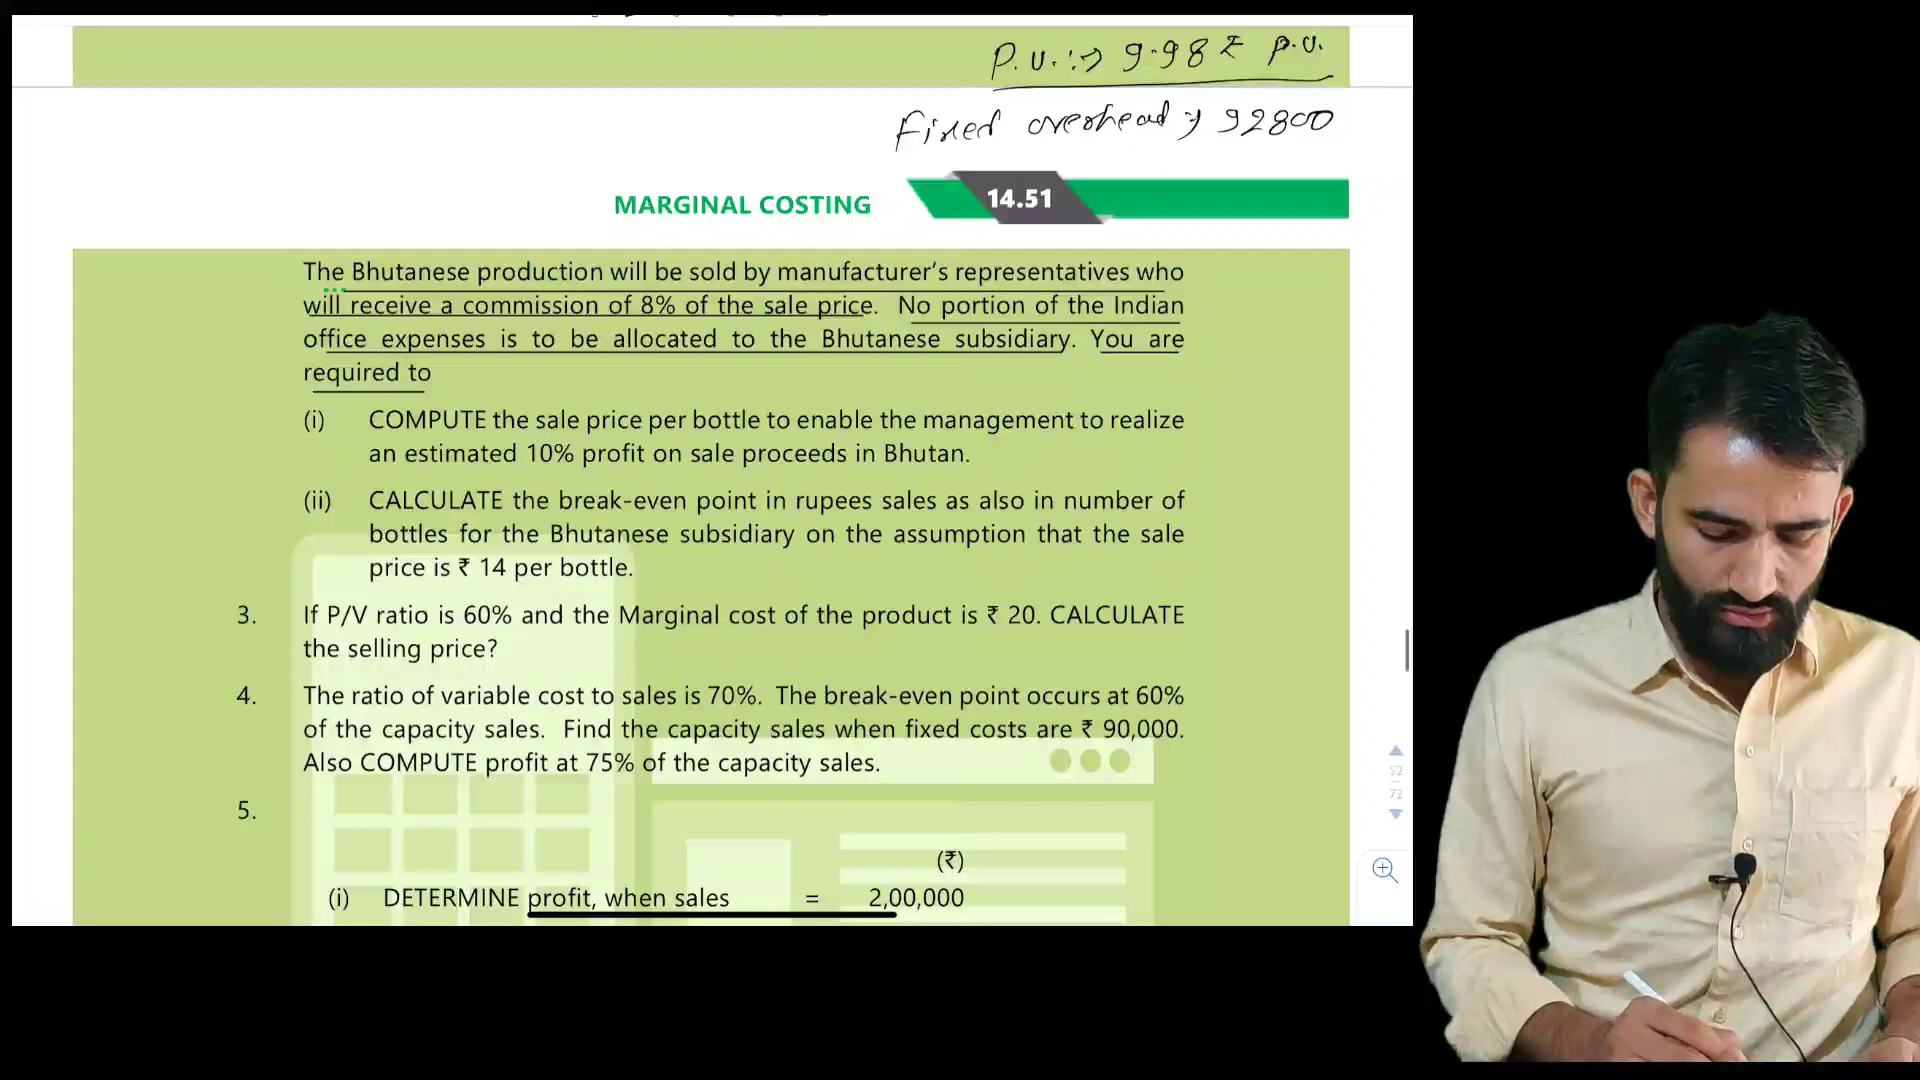 P.U. :→ 9.98 ₹ P.U.
Fixed overhead → 92800
MARGINAL COSTING
14.51
The Bhutanese production will be sold by manufacturer’s representatives who
will receive a commission of 8% of the sale price. No portion of the Indian
office expenses is to be allocated to the Bhutanese subsidiary. You are
required to
(i) COMPUTE the sale price per bottle to enable the management to realize
an estimated 10% profit on sale proceeds in Bhutan.
(ii) CALCULATE the break-even point in rupees sales as also in number of
bottles for the Bhutanese subsidiary on the assumption that the sale
price is ₹ 14 per bottle.
3. If P/V ratio is 60% and the Marginal cost of the product is ₹ 20. CALCULATE
the selling price?
4. The ratio of variable cost to sales is 70%. The break-even point occurs at 60%
of the capacity sales. Find the capacity sales when fixed costs are ₹ 90,000.
Also COMPUTE profit at 75% of the capacity sales.
5.
(₹)
(i) DETERMINE profit, when sales = 2,00,000
52
72